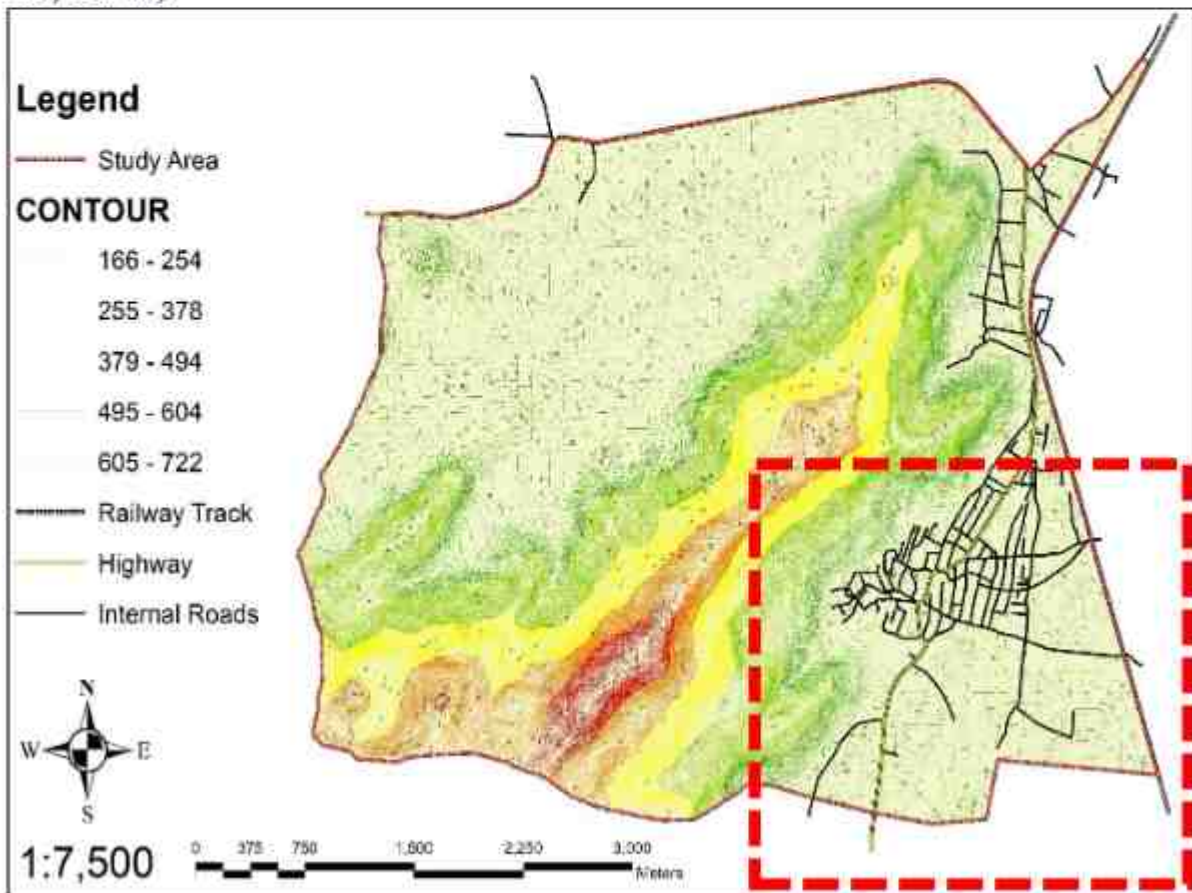 Legend
Study Area
CONTOUR
166 - 254
255 - 378
379 - 494
495 - 604
605 - 722
Railway Track
Highway
Internal Roads
N
W E
S
1:7,500
0 375 750 1,500 2,250 3,000
Meters